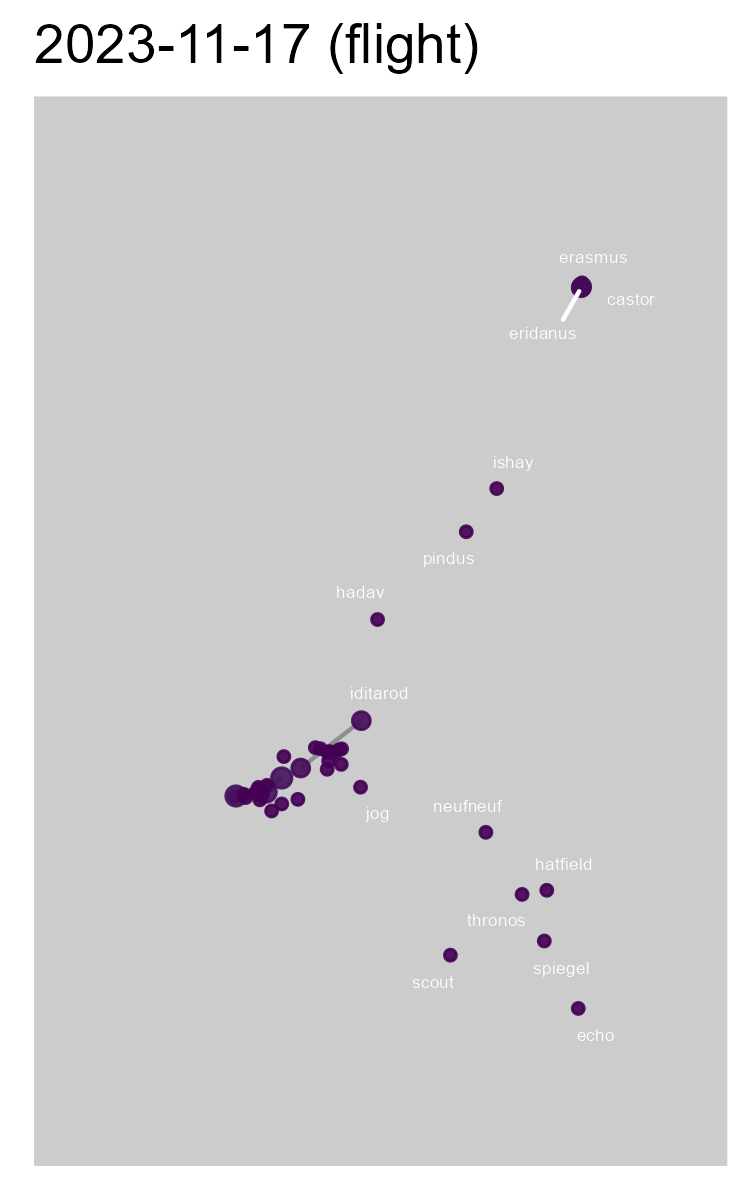 2023-11-17 (flight)
erasmus
castor
eridanus
ishay
pindus
hadav
iditarod
neufneuf
jog
hatfield
thronos
spiegel
scout
echo